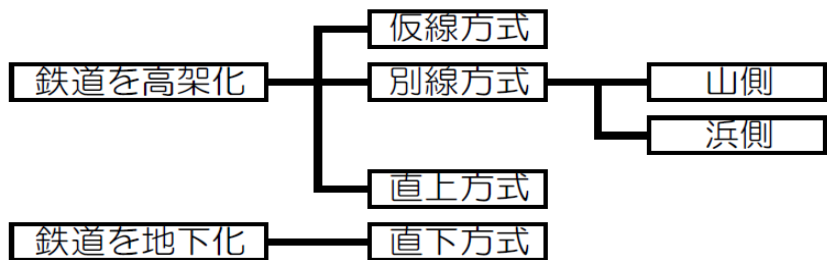 仮線方式
鉄道を高架化
別線方式
山側
浜側
直上方式
鉄道を地下化
直下方式